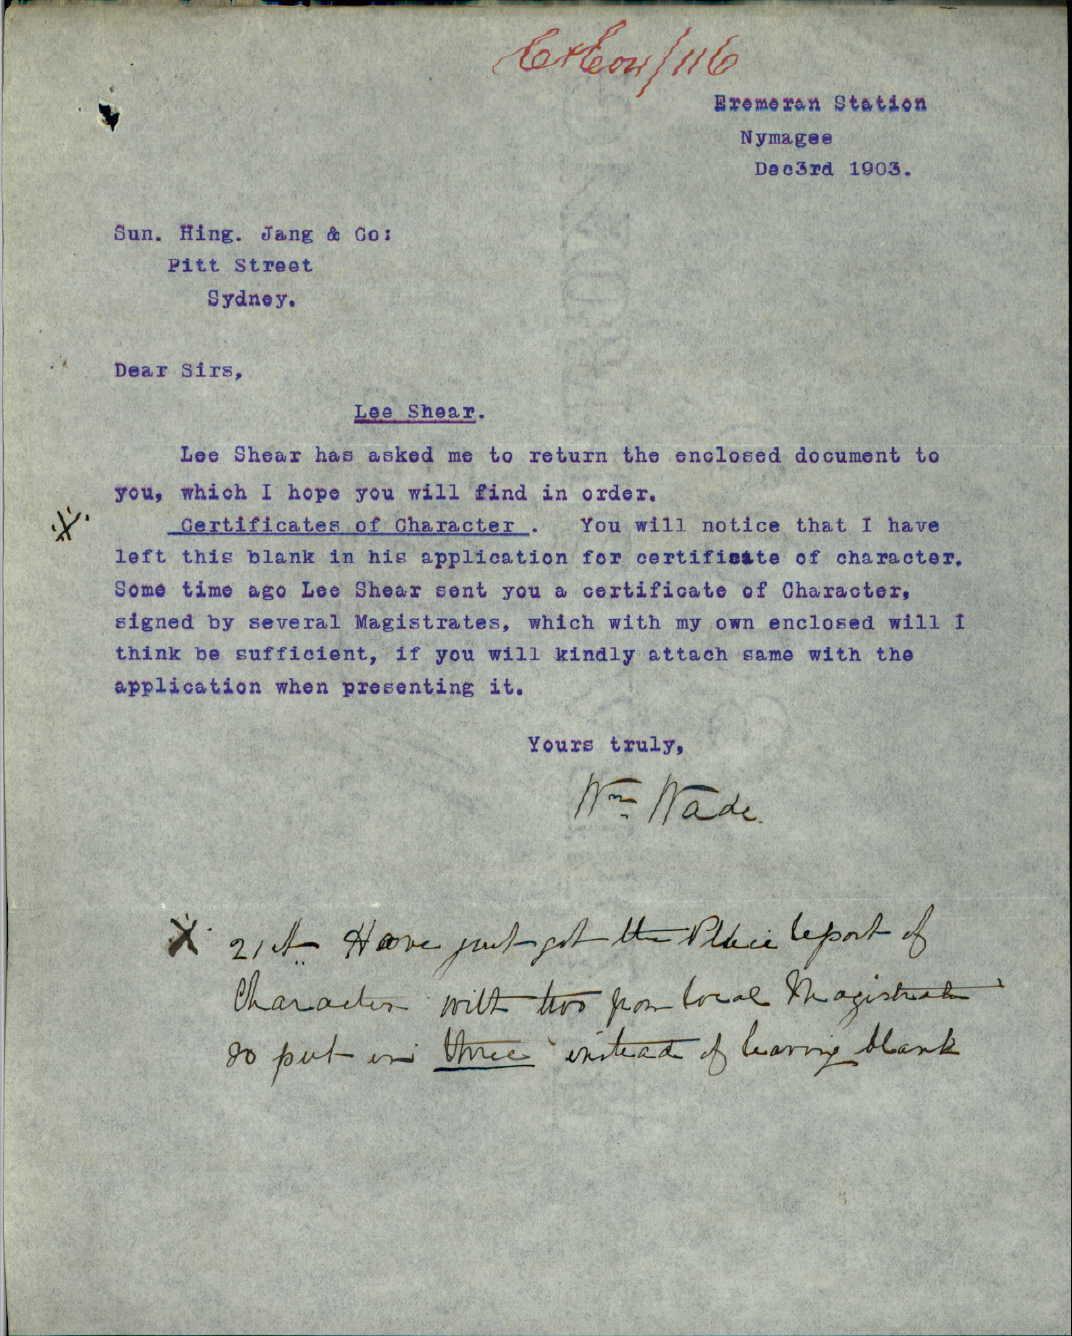 Eremeran Station
Nymagee
Dec3rd 1903.
Sun. Hing. Jang & Co:
Pitt Street
Sydney.
Dear Sirs,
Lee Shear.
Lee Shear has asked me to return the enclosed document to
you, which I hope you will find in order.
Certificates of Character . You will notice that I have
left this blank in his application for certificate of character.
Some time ago Lee Shear sent you a certificate of Character,
signed by several Magistrates, which with my own enclosed will I
think be sufficient, if you will kindly attach same with the
application when presenting it.
Yours truly,
Wm Wade.
X 21st Have just got the Police report of
Character with two from local Magistrates
so put in three instead of leaving blank